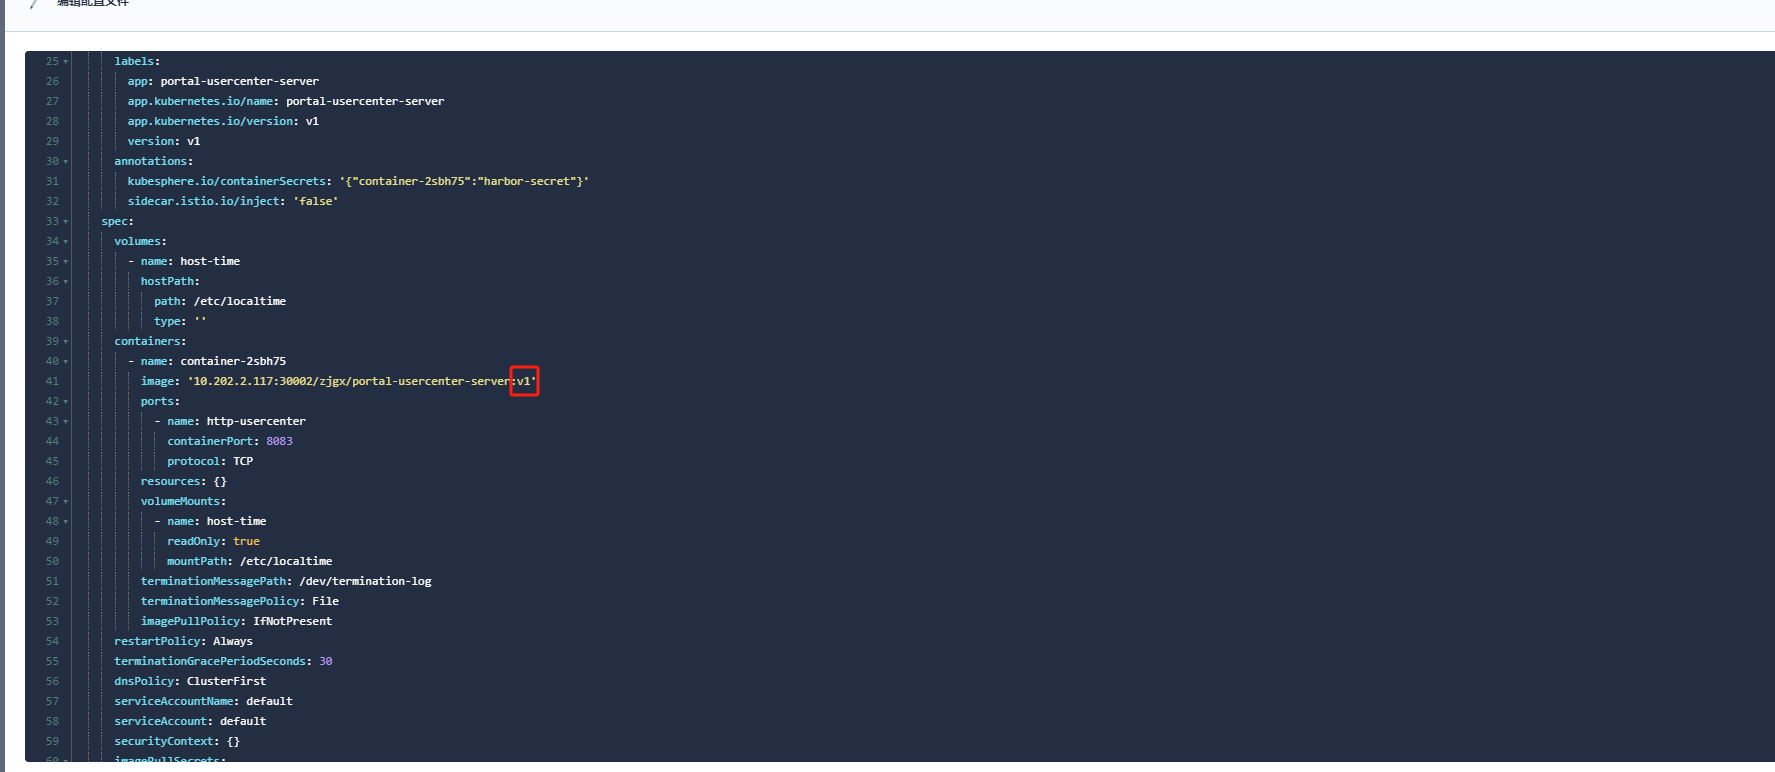 编辑配置文件
25 labels:
26 app: portal-usercenter-server
27 app.kubernetes.io/name: portal-usercenter-server
28 app.kubernetes.io/version: v1
29 version: v1
30 annotations:
31 kubesphere.io/containerSecrets: '{"container-2sbh75":"harbor-secret"}'
32 sidecar.istio.io/inject: 'false'
33 spec:
34 volumes:
35 - name: host-time
36 hostPath:
37 path: /etc/localtime
38 type: ''
39 containers:
40 - name: container-2sbh75
41 image: '10.202.2.117:30002/zjgx/portal-usercenter-server:v1'
42 ports:
43 - name: http-usercenter
44 containerPort: 8083
45 protocol: TCP
46 resources: {}
47 volumeMounts:
48 - name: host-time
49 readOnly: true
50 mountPath: /etc/localtime
51 terminationMessagePath: /dev/termination-log
52 terminationMessagePolicy: File
53 imagePullPolicy: IfNotPresent
54 restartPolicy: Always
55 terminationGracePeriodSeconds: 30
56 dnsPolicy: ClusterFirst
57 serviceAccountName: default
58 serviceAccount: default
59 securityContext: {}
60 imagePullSecrets: